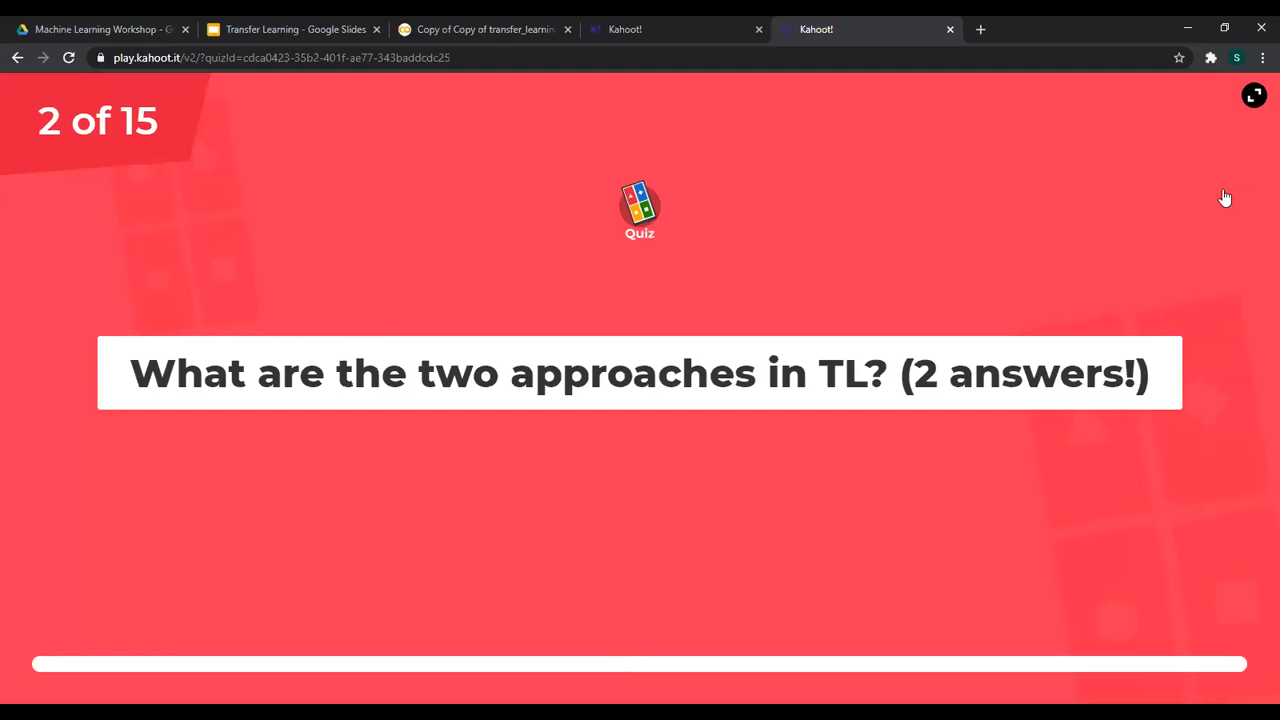 Machine Learning Workshop - G
Transfer Learning - Google Slides
Copy of Copy of transfer_learnin
Kahoot!
Kahoot!
play.kahoot.it/v2/?quizId=cdca0423-35b2-401f-ae77-343baddcdc25
S
2 of 15
Quiz
What are the two approaches in TL? (2 answers!)